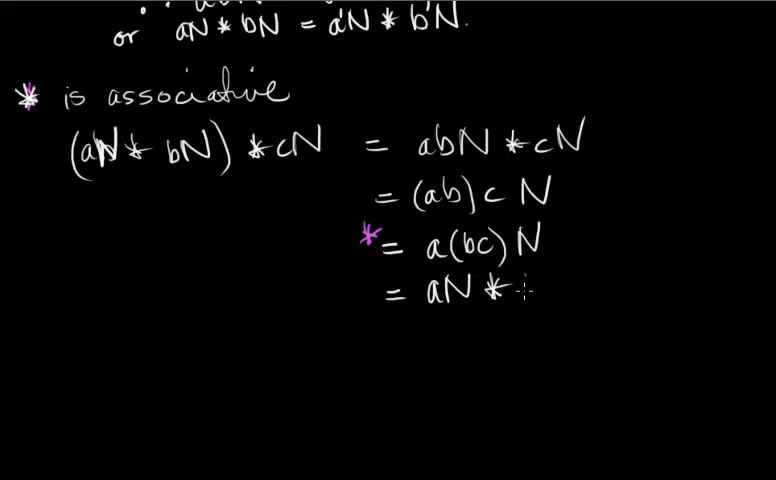 or aN * bN = a'N * b'N.
* is associative
(aN * bN) * cN = abN * cN
= (ab) c N
* = a(bc) N
= aN *